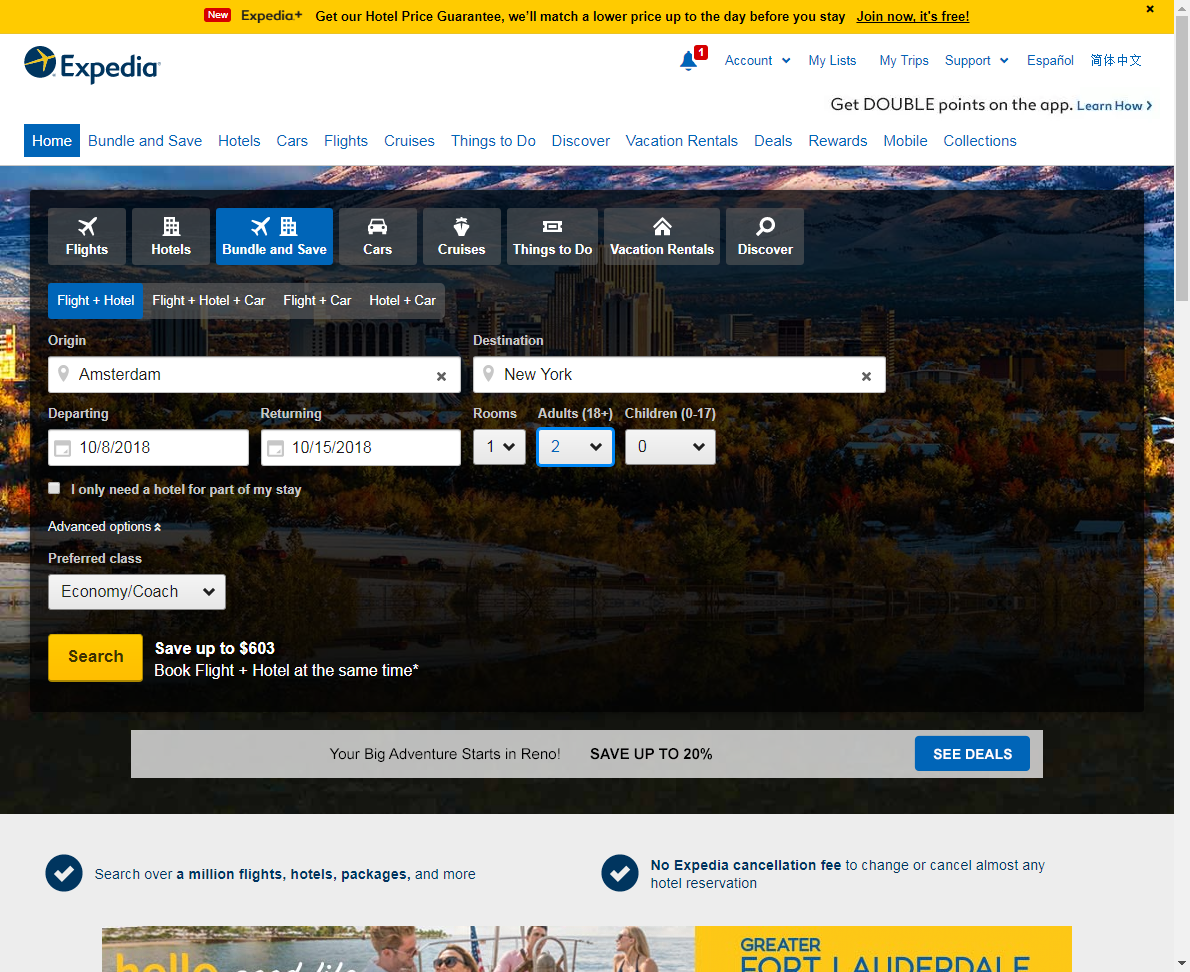 New Expedia+ Get our Hotel Price Guarantee, we'll match a lower price up to the day before you stay Join now, it's free!
Expedia
1 Account My Lists My Trips Support Español 简体中文
Get DOUBLE points on the app. Learn How
Home Bundle and Save Hotels Cars Flights Cruises Things to Do Discover Vacation Rentals Deals Rewards Mobile Collections
Flights Hotels Bundle and Save Cars Cruises Things to Do Vacation Rentals Discover
Flight + Hotel Flight + Hotel + Car Flight + Car Hotel + Car
Origin Destination
Amsterdam New York
Departing Returning Rooms Adults (18+) Children (0-17)
10/8/2018 10/15/2018 1 2 0
I only need a hotel for part of my stay
Advanced options
Preferred class
Economy/Coach
Search Save up to $603
Book Flight + Hotel at the same time*
Your Big Adventure Starts in Reno! SAVE UP TO 20% SEE DEALS
Search over a million flights, hotels, packages, and more
No Expedia cancellation fee to change or cancel almost any
hotel reservation
GREATER
hello good life FORT LAUDERDALE